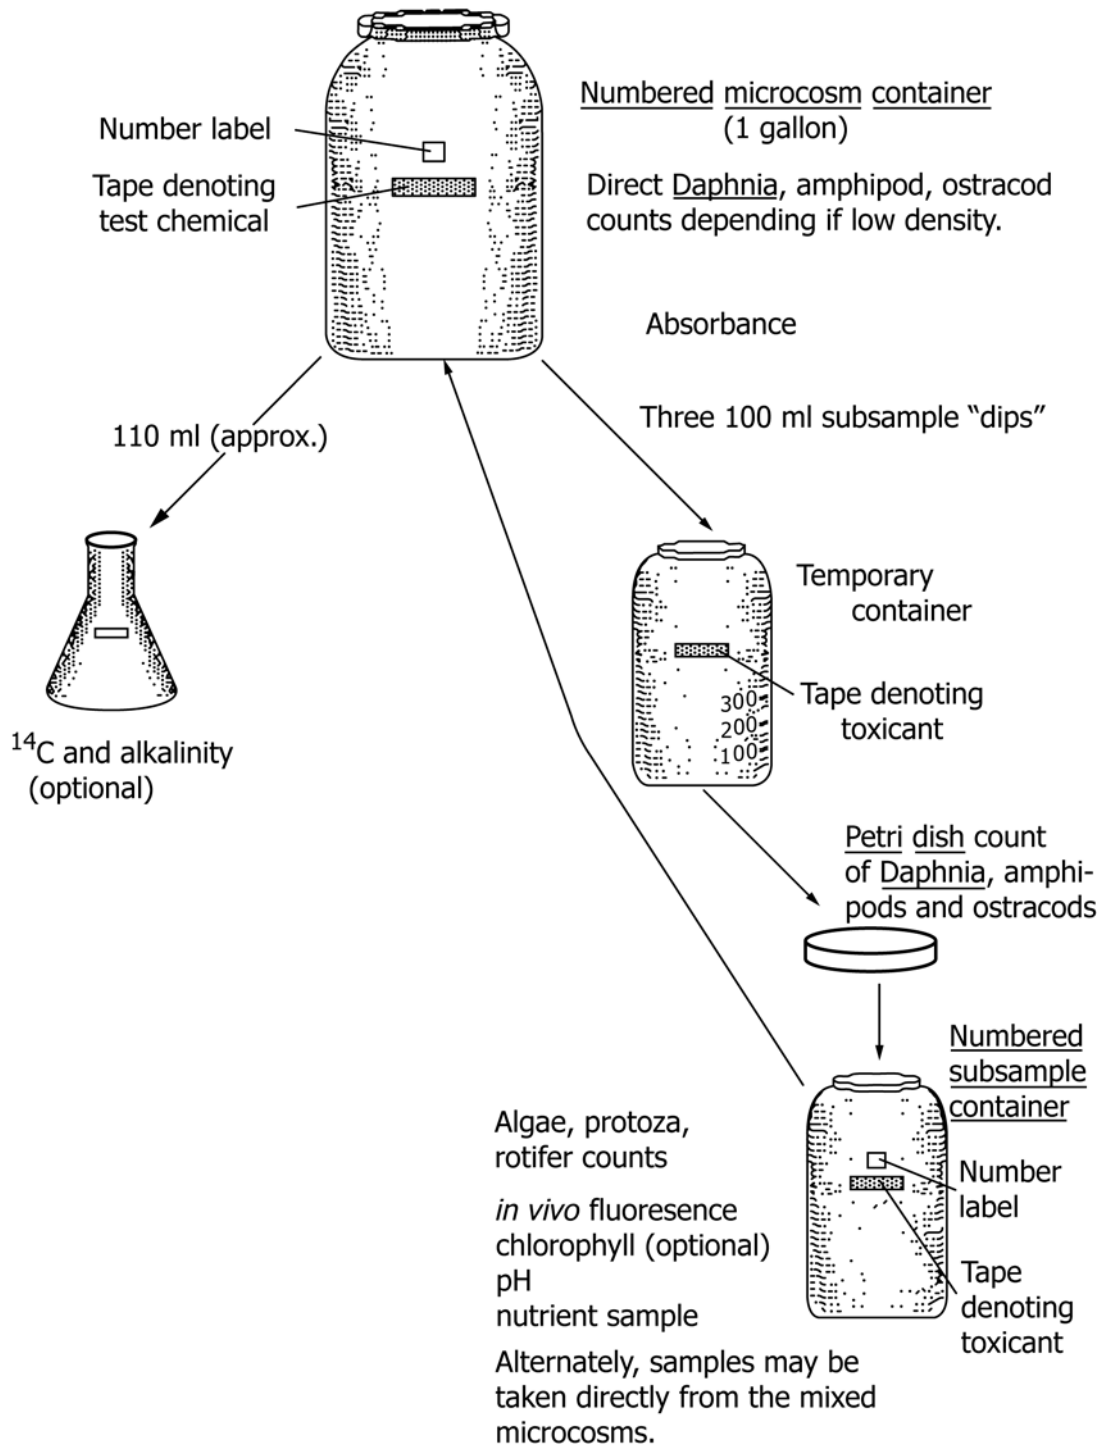 Numbered microcosm container
(1 gallon)
Number label
Tape denoting
test chemical
Direct Daphnia, amphipod, ostracod
counts depending if low density.
Absorbance
Three 100 ml subsample “dips”
110 ml (approx.)
14C and alkalinity
(optional)
Temporary
container
Tape denoting
toxicant
300
200
100
Petri dish count
of Daphnia, amphi-
pods and ostracods
Numbered
subsample
container
Number
label
Tape
denoting
toxicant
Algae, protoza,
rotifer counts
in vivo fluoresence
chlorophyll (optional)
pH
nutrient sample
Alternately, samples may be
taken directly from the mixed
microcosms.